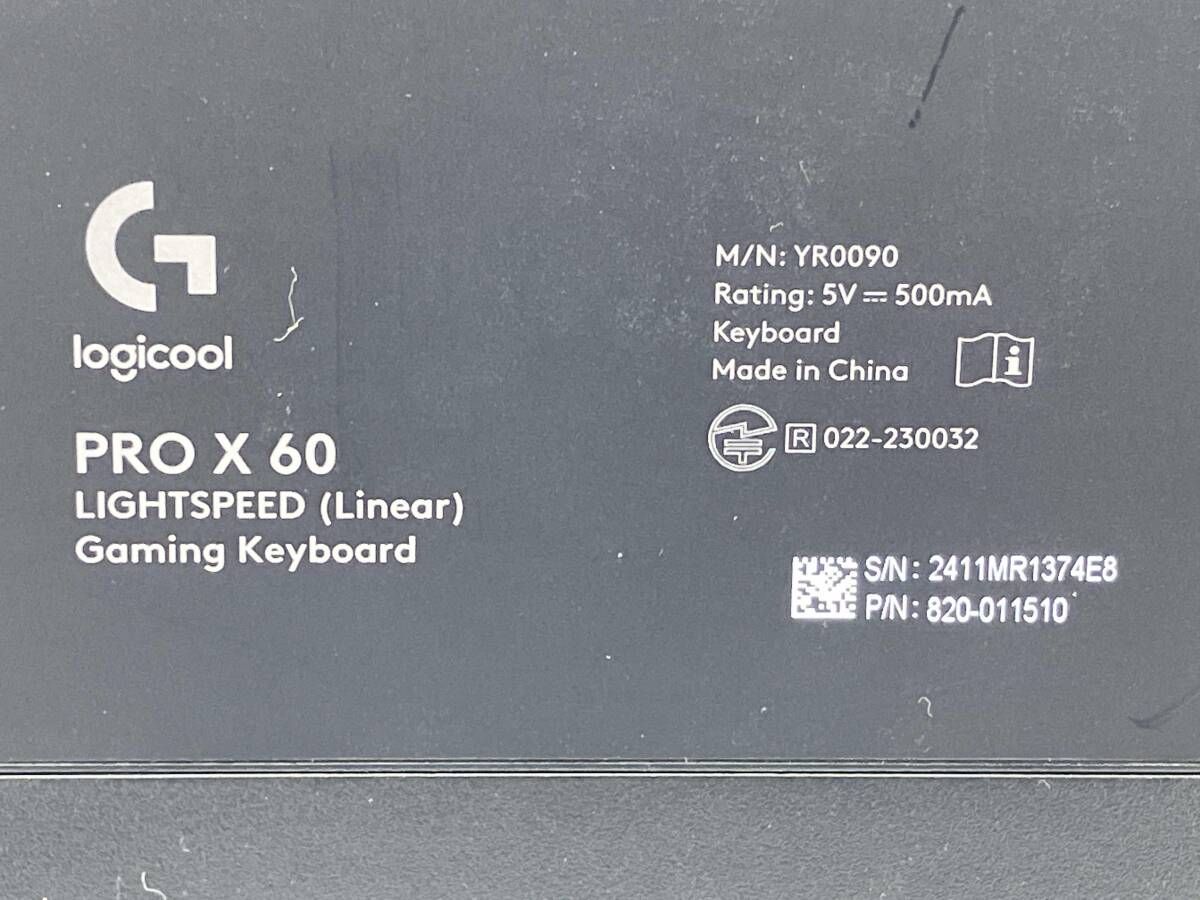 logicool
PRO X 60
LIGHTSPEED (Linear)
Gaming Keyboard
M/N: YR0090
Rating: 5V⎓500mA
Keyboard
Made in China
R 022-230032
S/N: 2411MR1374E8
P/N: 820-011510